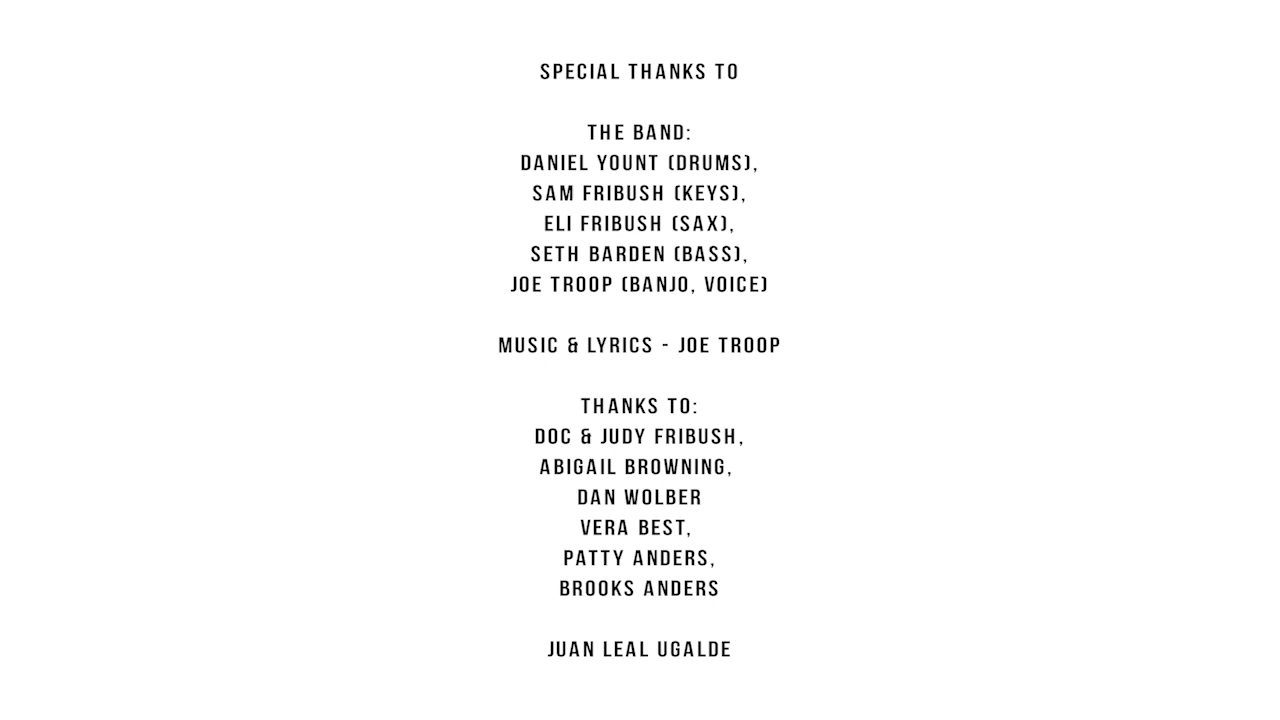 SPECIAL THANKS TO
THE BAND:
DANIEL YOUNT (DRUMS),
SAM FRIBUSH (KEYS),
ELI FRIBUSH (SAX),
SETH BARDEN (BASS),
JOE TROOP (BANJO, VOICE)
MUSIC & LYRICS - JOE TROOP
THANKS TO:
DOC & JUDY FRIBUSH,
ABIGAIL BROWNING,
DAN WOLBER
VERA BEST,
PATTY ANDERS,
BROOKS ANDERS
JUAN LEAL UGALDE